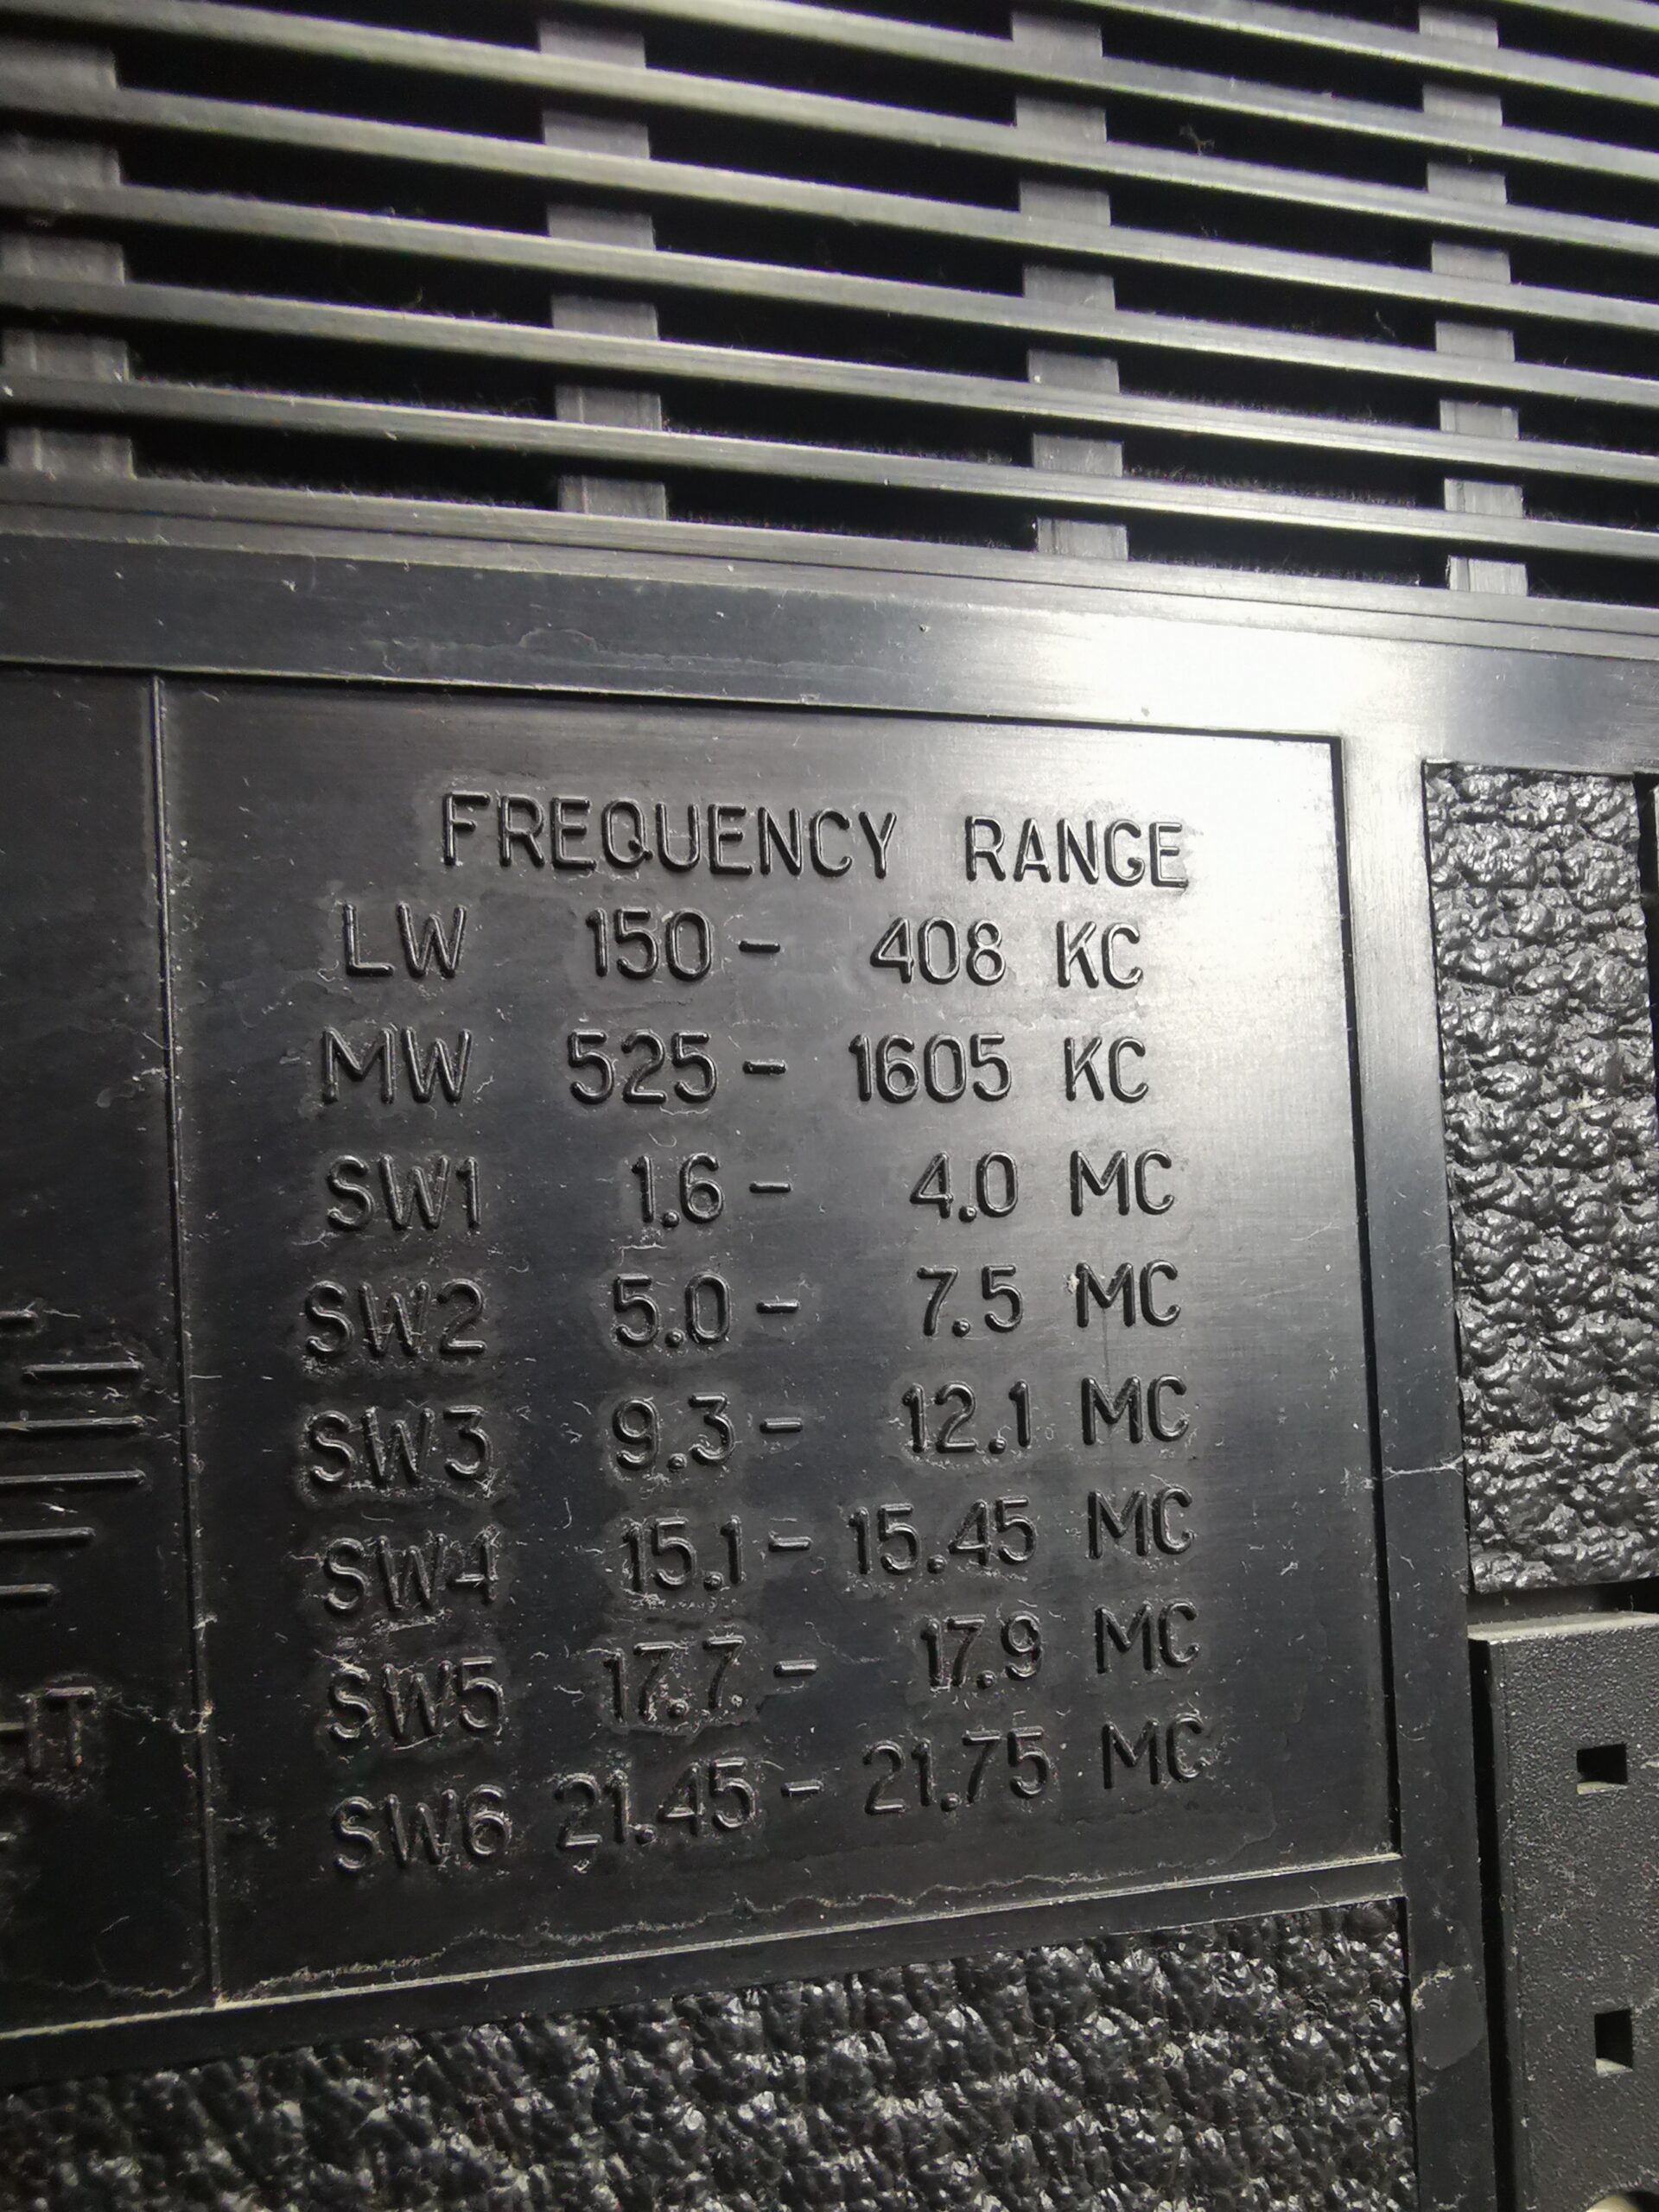 FREQUENCY RANGE
LW 150 - 408 KC
MW 525 - 1605 KC
SW1 1.6 - 4.0 MC
SW2 5.0 - 7.5 MC
SW3 9.3 - 12.1 MC
SW4 15.1 - 15.45 MC
SW5 17.7. - 17.9 MC
SW6 21.45 - 21.75 MC